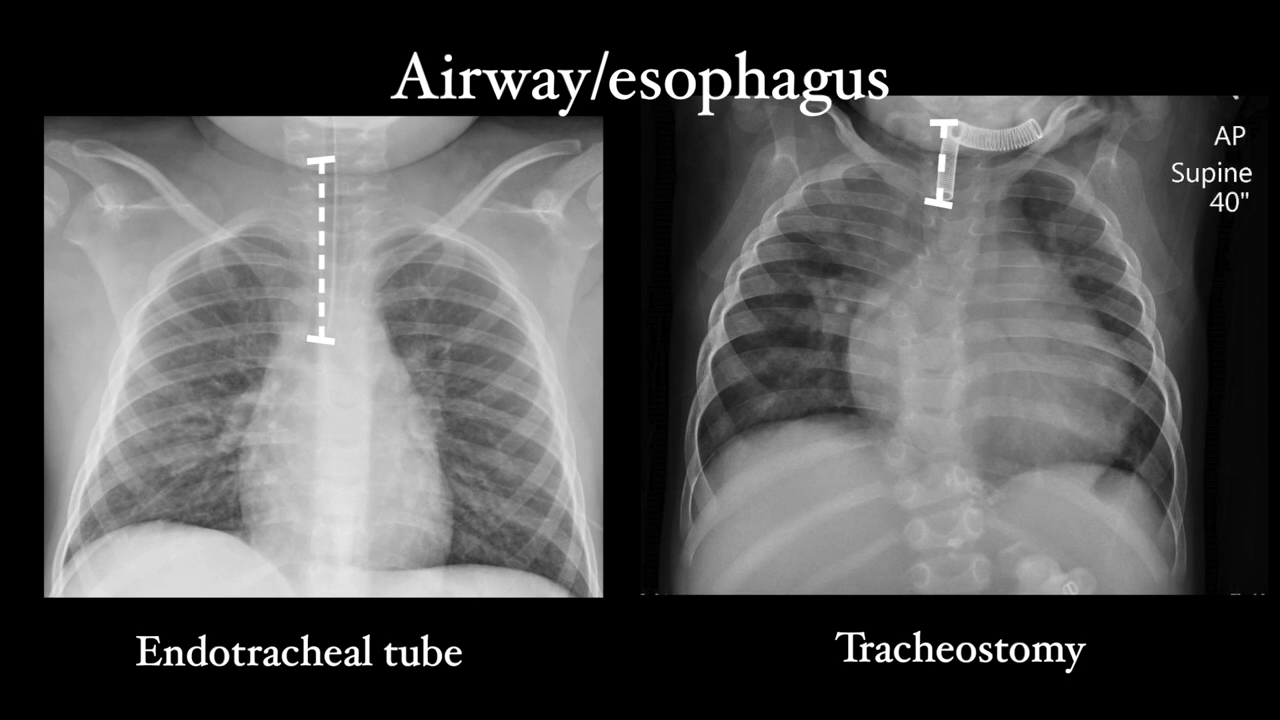 Airway/esophagus
AP
Supine
40"
Endotracheal tube
Tracheostomy